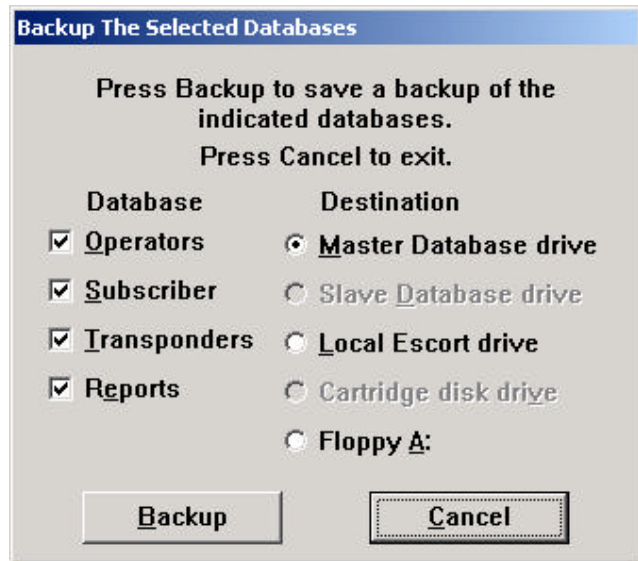 Backup The Selected Databases
Press Backup to save a backup of the
indicated databases.
Press Cancel to exit.
Database Destination
Operators Master Database drive
Subscriber Slave Database drive
Transponders Local Escort drive
Reports Cartridge disk drive
Floppy A:
Backup Cancel